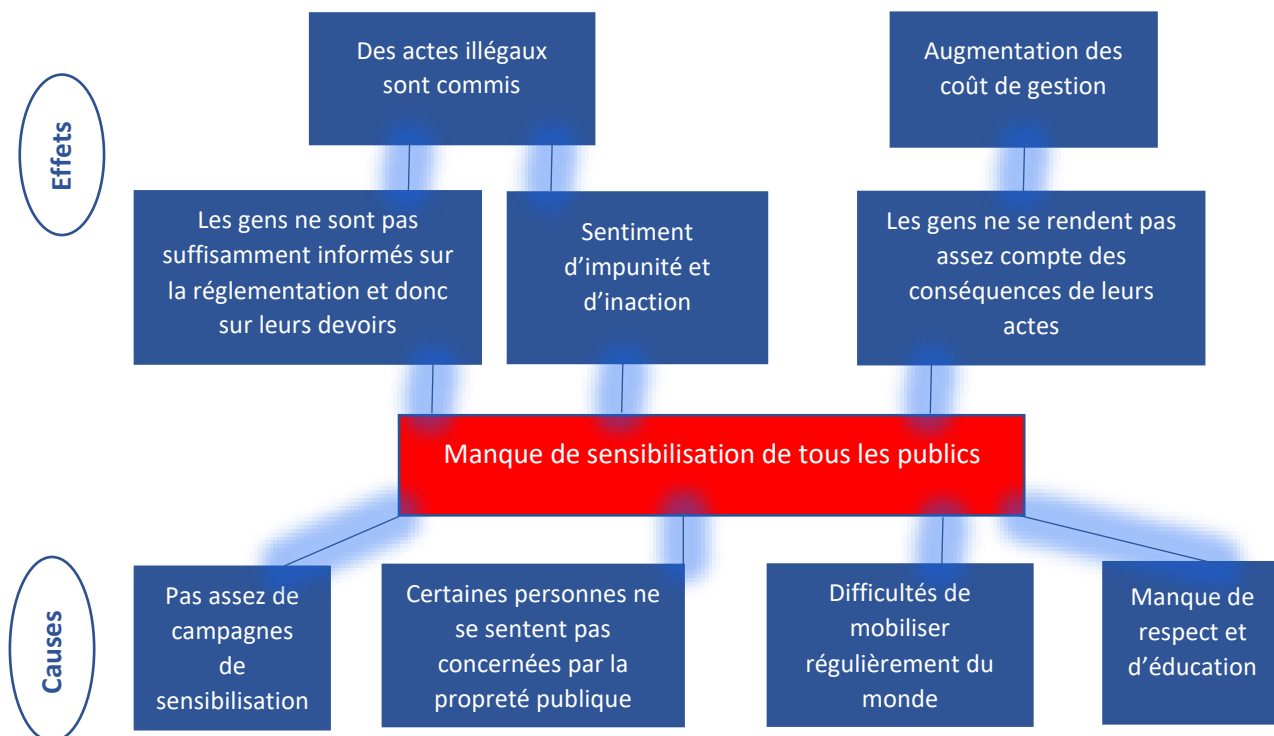 Des actes illégaux
sont commis
Augmentation des
coût de gestion
Effets
Les gens ne sont pas
suffisamment informés sur
la réglementation et donc
sur leurs devoirs
Sentiment
d’impunité et
d’inaction
Les gens ne se rendent pas
assez compte des
conséquences de leurs
actes
Manque de sensibilisation de tous les publics
Causes
Pas assez de
campagnes
de
sensibilisation
Certaines personnes ne
se sentent pas
concernées par la
propreté publique
Difficultés de
mobiliser
régulièrement du
monde
Manque de
respect et
d’éducation